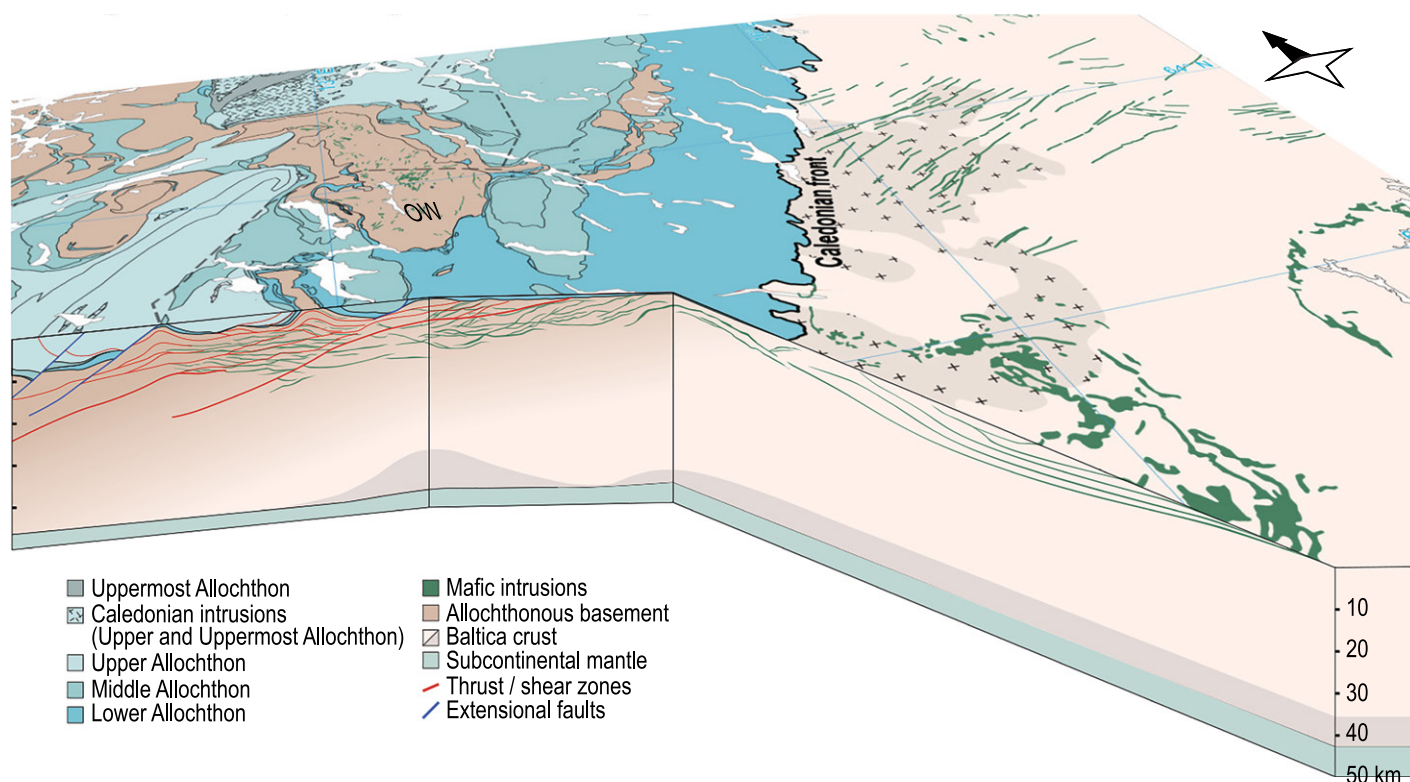 64° N
OW
Caledonian front
Uppermost Allochthon
Caledonian intrusions
(Upper and Uppermost Allochthon)
Upper Allochthon
Middle Allochthon
Lower Allochthon
Mafic intrusions
Allochthonous basement
Baltica crust
Subcontinental mantle
Thrust / shear zones
Extensional faults
10
20
30
40
50 km